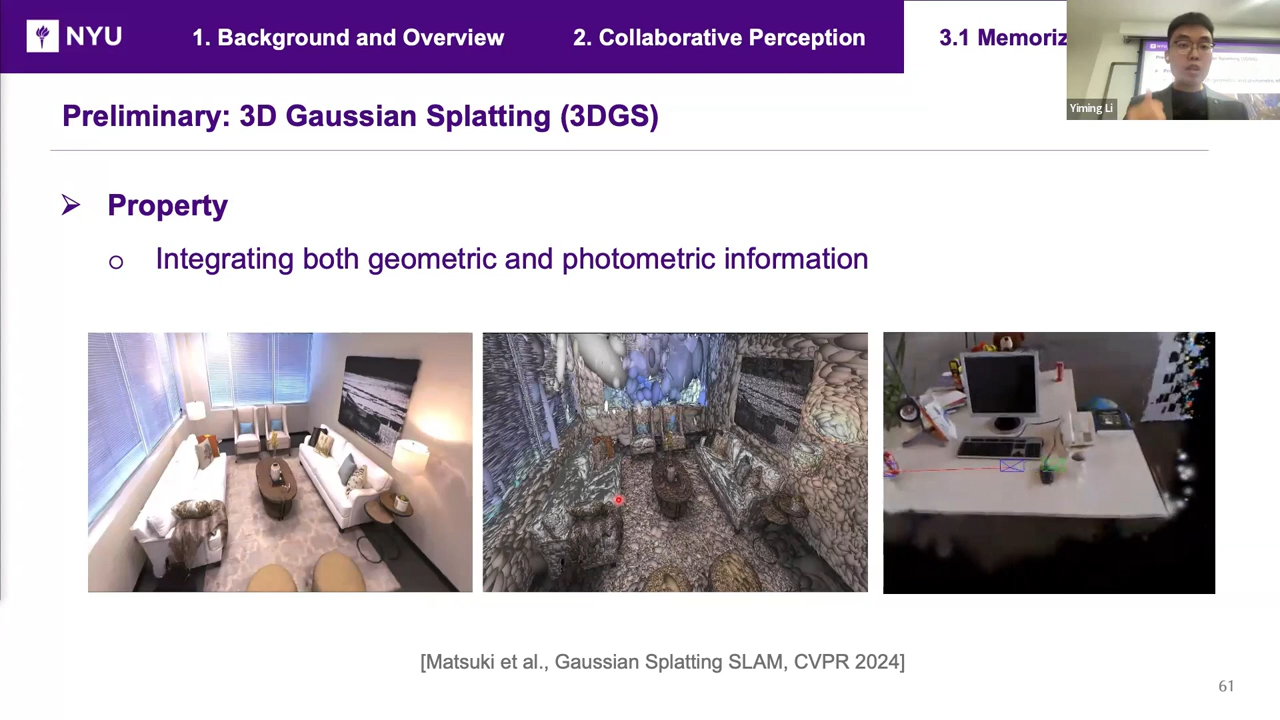 NYU
1. Background and Overview
2. Collaborative Perception
3.1 Memoriz
Yiming Li
Preliminary: 3D Gaussian Splatting (3DGS)
Property
Integrating both geometric and photometric information
[Matsuki et al., Gaussian Splatting SLAM, CVPR 2024]
61